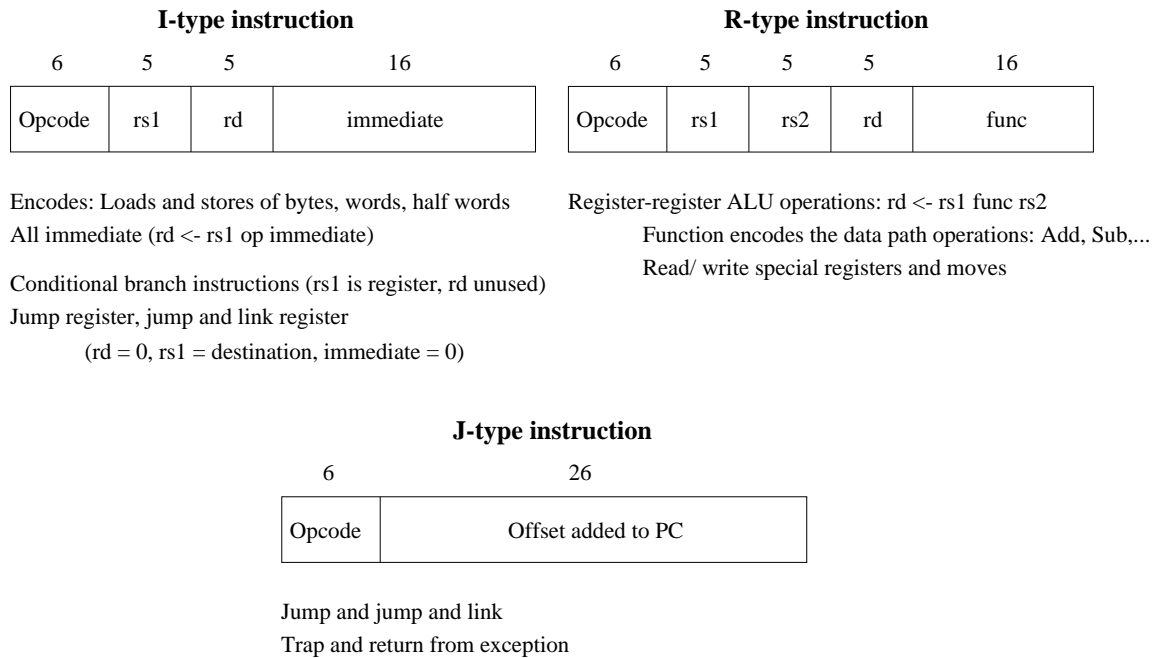 I-type instruction
6 5 5 16
Opcode rs1 rd immediate
Encodes: Loads and stores of bytes, words, half words
All immediate (rd <- rs1 op immediate)
Conditional branch instructions (rs1 is register, rd unused)
Jump register, jump and link register
(rd = 0, rs1 = destination, immediate = 0)
R-type instruction
6 5 5 5 16
Opcode rs1 rs2 rd func
Register-register ALU operations: rd <- rs1 func rs2
Function encodes the data path operations: Add, Sub,...
Read/ write special registers and moves
J-type instruction
6 26
Opcode Offset added to PC
Jump and jump and link
Trap and return from exception